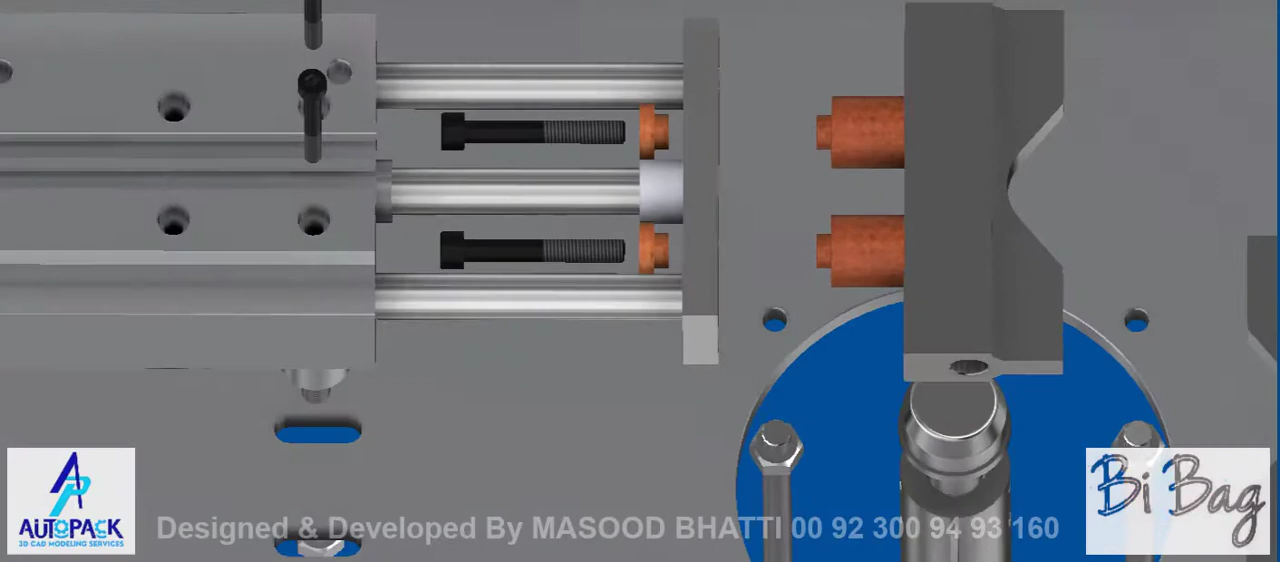 AUTOPACK
3D CAD MODELING SERVICES
Designed & Developed By MASOOD BHATTI 00 92 300 94 93 160
Bi Bag